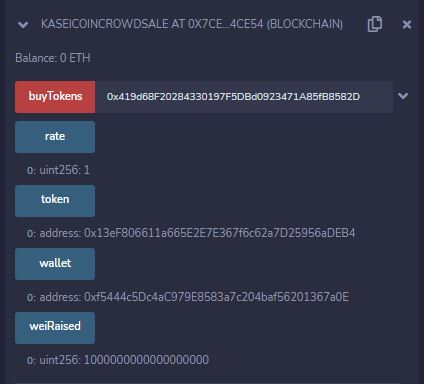 KASEICOINCROWDSALE AT 0X7CE...4CE54 (BLOCKCHAIN)
Balance: 0 ETH
buyTokens 0x419d68F20284330197F5DBd0923471A85fB8582D
rate
0: uint256: 1
token
0: address: 0x13eF806611a665E2E7E367f6c62a7D25956aDEB4
wallet
0: address: 0xf5444c5Dc4aC979E8583a7c204baf56201367a0E
weiRaised
0: uint256: 1000000000000000000